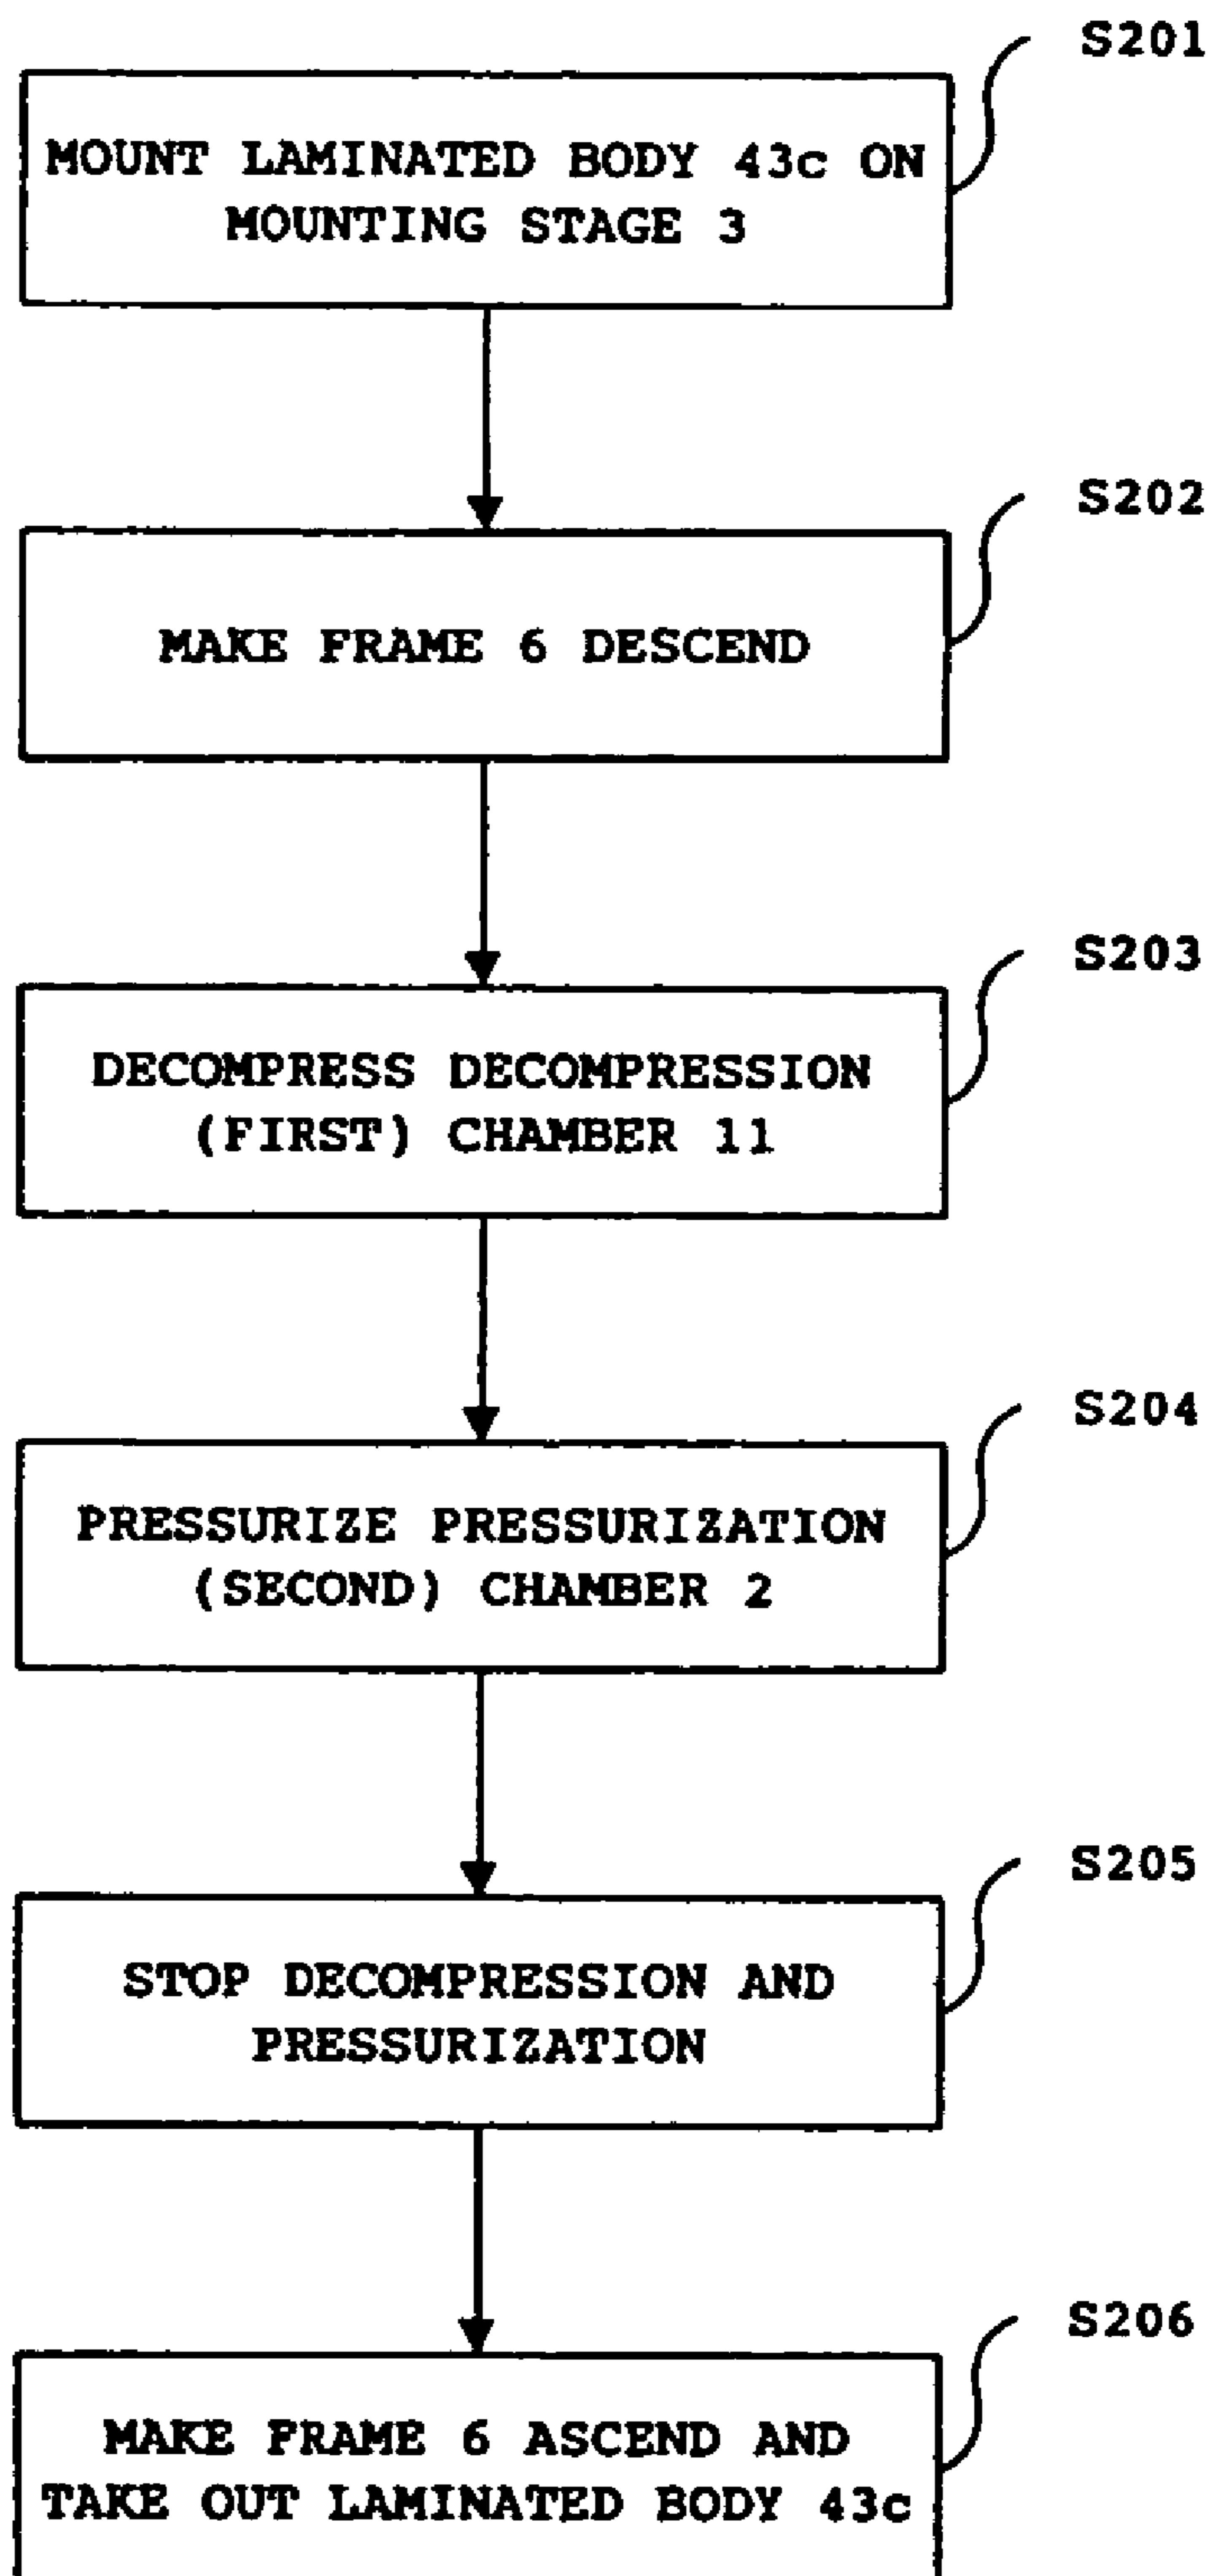 S201
MOUNT LAMINATED BODY 43c ON
MOUNTING STAGE 3
S202
MAKE FRAME 6 DESCEND
S203
DECOMPRESS DECOMPRESSION
(FIRST) CHAMBER 11
S204
PRESSURIZE PRESSURIZATION
(SECOND) CHAMBER 2
S205
STOP DECOMPRESSION AND
PRESSURIZATION
S206
MAKE FRAME 6 ASCEND AND
TAKE OUT LAMINATED BODY 43c